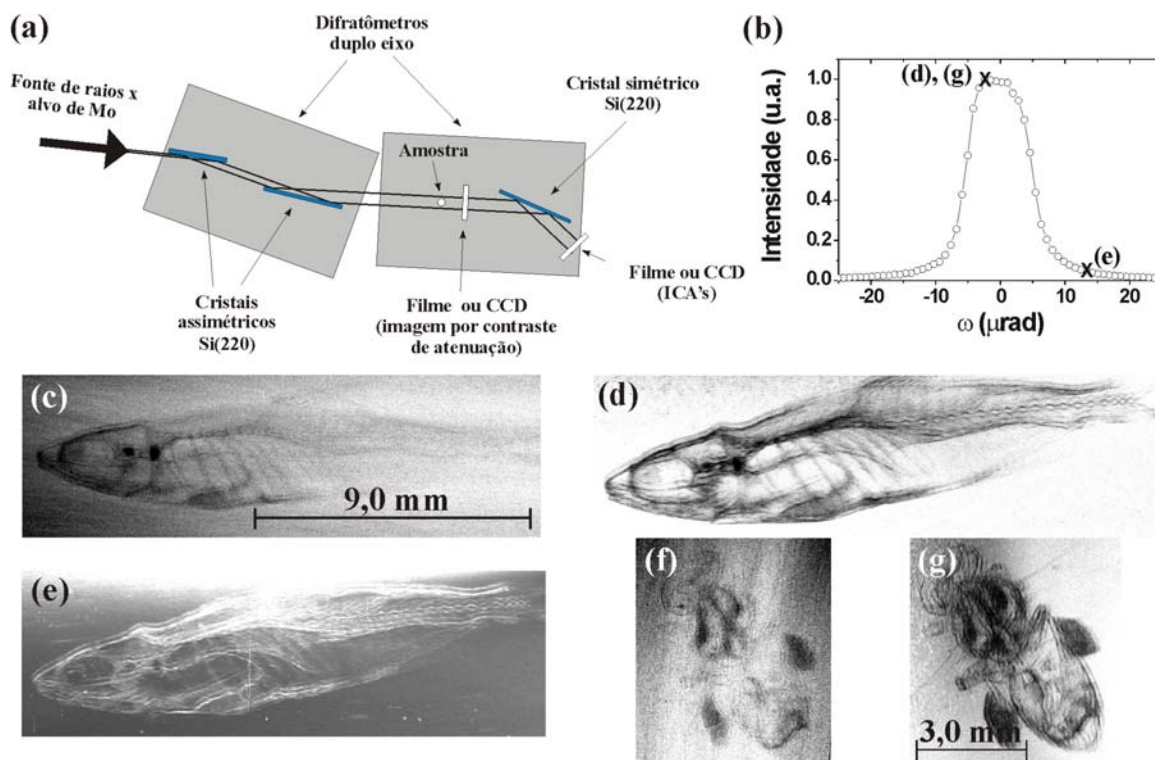 (a)
Difratômetros
duplo eixo
Fonte de raios x
alvo de Mo
Cristal simétrico
Si(220)
Amostra
Cristais
assimétricos
Si(220)
Filme ou CCD
(imagem por contraste
de atenuação)
Filme ou CCD
(ICA's)
(b)
Intensidade (u.a.)
1.0
0.8
0.6
0.4
0.2
0.0
(d), (g)
X
X
(e)
-20
-10
0
10
20
ω (μrad)
(c)
9,0 mm
(d)
(e)
(f)
(g)
3,0 mm